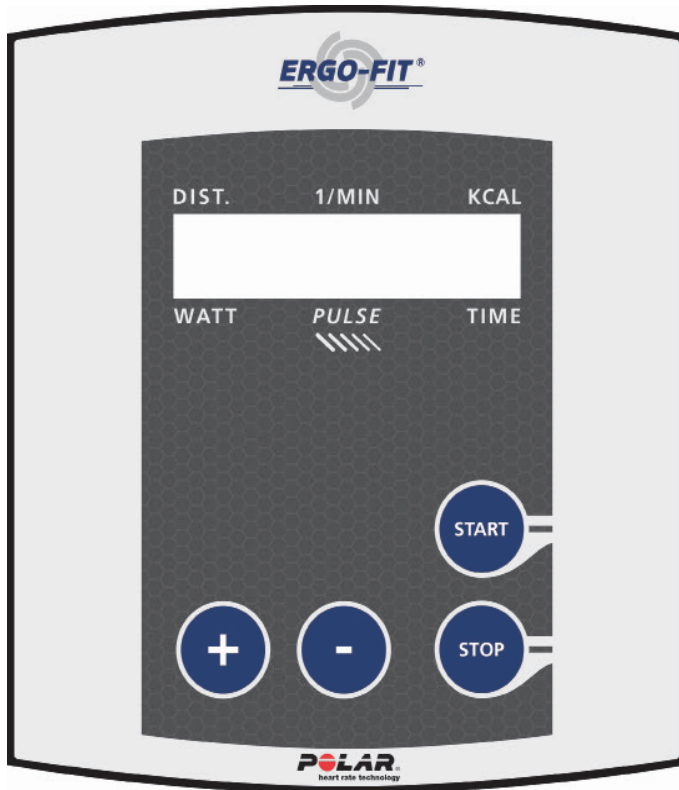 ERGO-FIT®
DIST. 1/MIN KCAL
WATT PULSE TIME
START
+ - STOP
POLAR®
heart rate technology